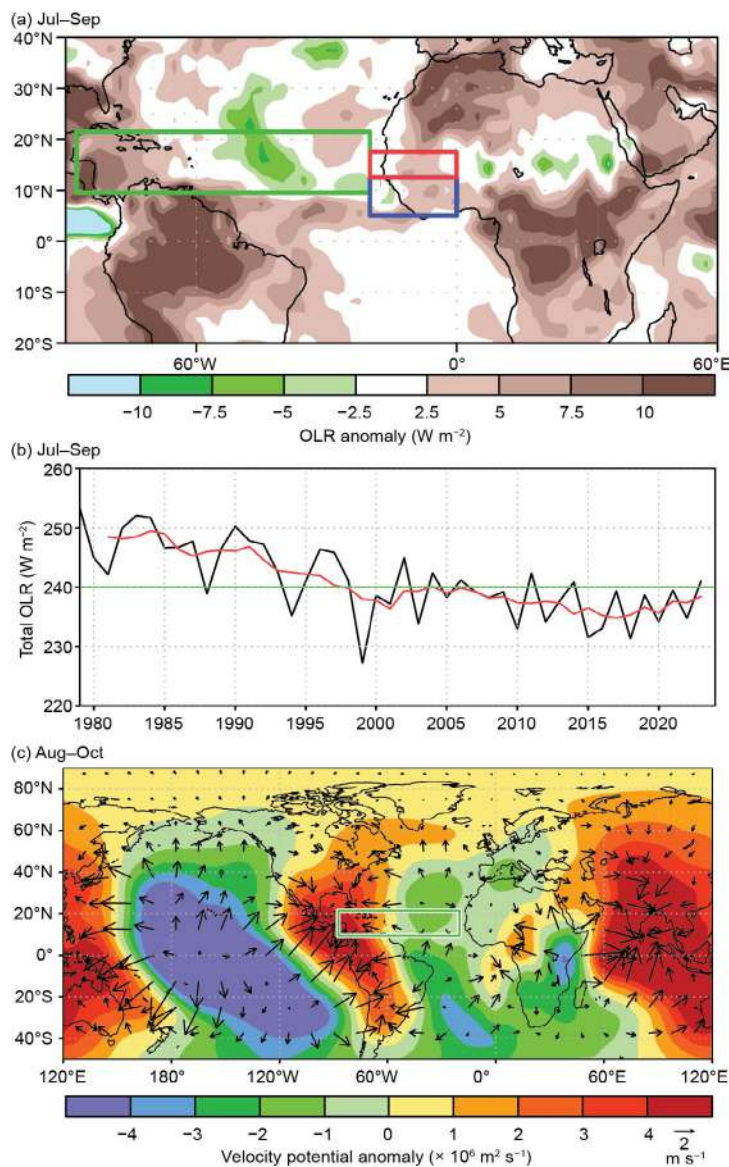 (a) Jul–Sep
40°N
30°N
20°N
10°N
0°
10°S
20°S
60°W 0° 60°E
−10 −7.5 −5 −2.5 2.5 5 7.5 10
OLR anomaly (W m⁻²)
(b) Jul–Sep
260
250
240
230
220
Total OLR (W m⁻²)
1980 1985 1990 1995 2000 2005 2010 2015 2020
(c) Aug–Oct
80°N
60°N
40°N
20°N
0°
20°S
40°S
120°E 180° 120°W 60°W 0° 60°E 120°E
−4 −3 −2 −1 0 1 2 3 4 2
Velocity potential anomaly (× 10⁶ m² s⁻¹) m s⁻¹